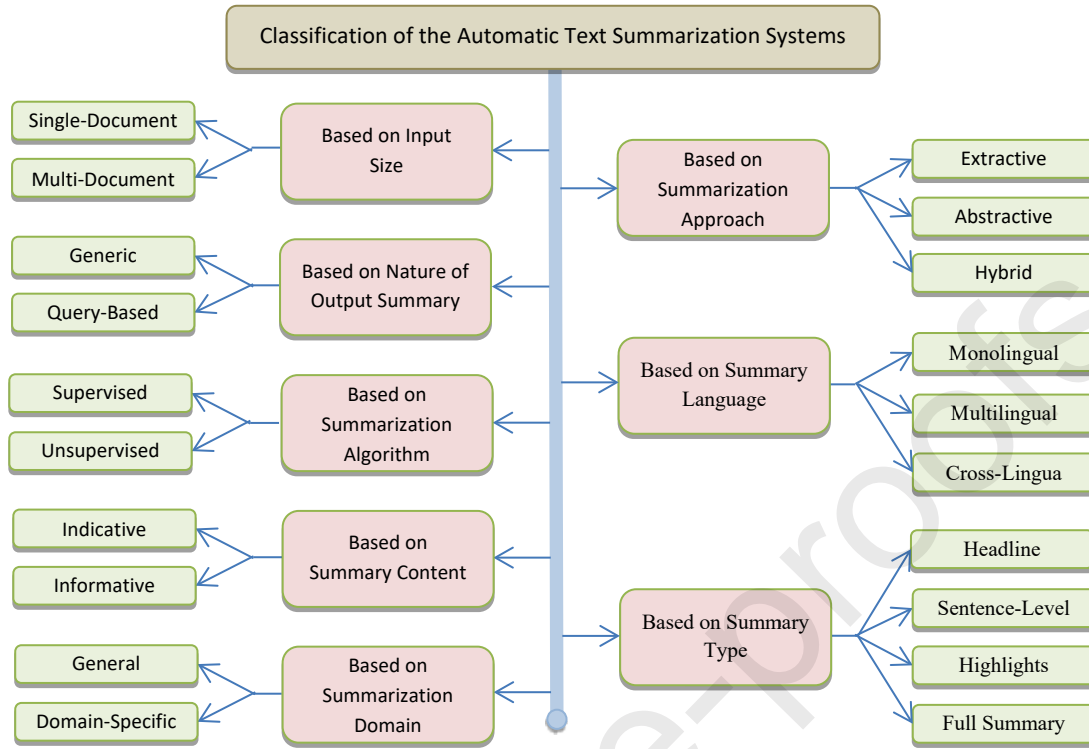 Classification of the Automatic Text Summarization Systems
Single-Document
Multi-Document
Based on Input
Size
Generic
Query-Based
Based on Nature of
Output Summary
Supervised
Unsupervised
Based on
Summarization
Algorithm
Indicative
Informative
Based on
Summary Content
General
Domain-Specific
Based on
Summarization
Domain
Based on
Summarization
Approach
Extractive
Abstractive
Hybrid
Based on Summary
Language
Monolingual
Multilingual
Cross-Lingua
Based on Summary
Type
Headline
Sentence-Level
Highlights
Full Summary
e-proofs